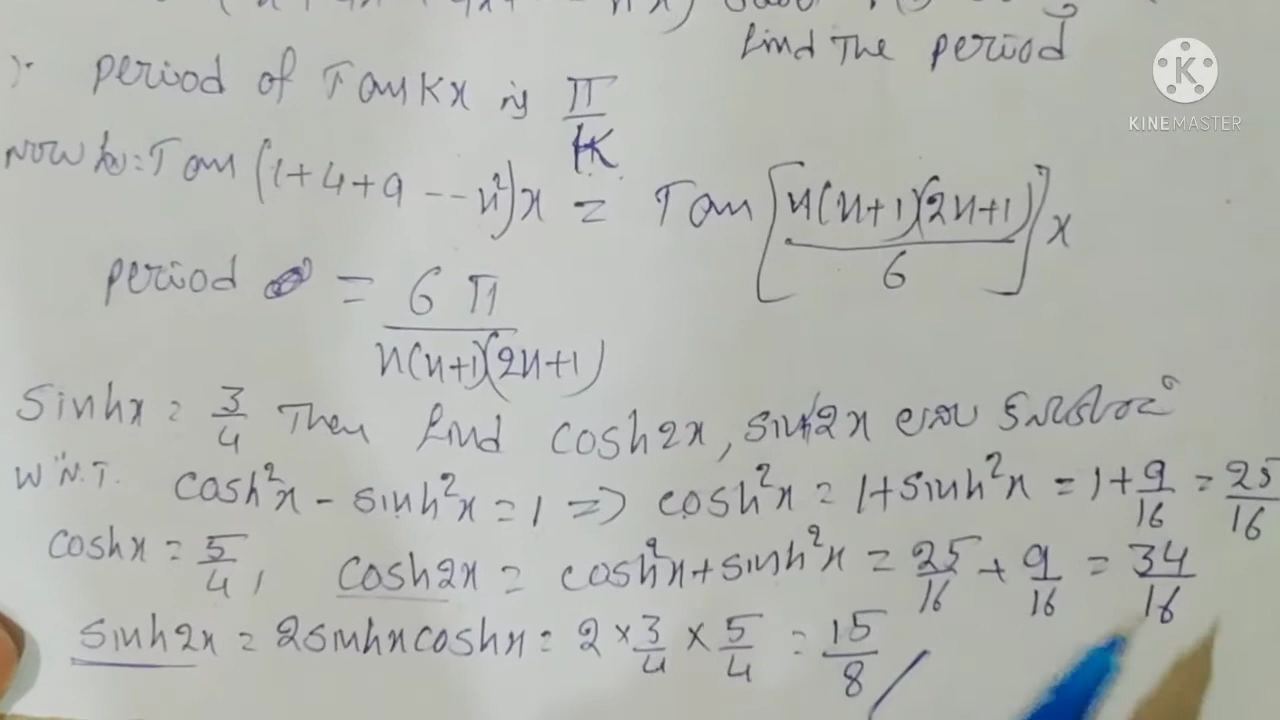 Find The period
period of Tan Kx is π/K
KINEMASTER
Now Tan (1+4+9 -- n²)x = Tan [n(n+1)(2n+1)/6] x
period = 6 π / n(n+1)(2n+1)
Sinhx = 3/4 Then Find cosh2x, sinh2x
W.N.T. cosh²x - sinh²x = 1 => cosh²x = 1 + sinh²x = 1 + 9/16 = 25/16
coshx = 5/4, cosh2x = cosh²x + sinh²x = 25/16 + 9/16 = 34/16
sinh2x = 2sinhxcoshx = 2 × 3/4 × 5/4 = 15/8